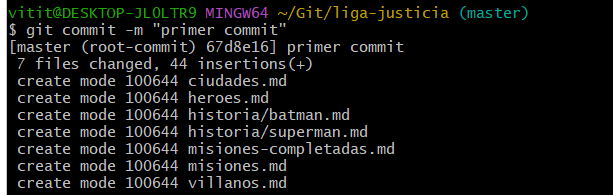 vitit@DESKTOP-JL0LTR9 MINGW64 ~/Git/liga-justicia (master)
$ git commit -m "primer commit"
[master (root-commit) 67d8e16] primer commit
 7 files changed, 44 insertions(+)
 create mode 100644 ciudades.md
 create mode 100644 heroes.md
 create mode 100644 historia/batman.md
 create mode 100644 historia/superman.md
 create mode 100644 misiones-completadas.md
 create mode 100644 misiones.md
 create mode 100644 villanos.md